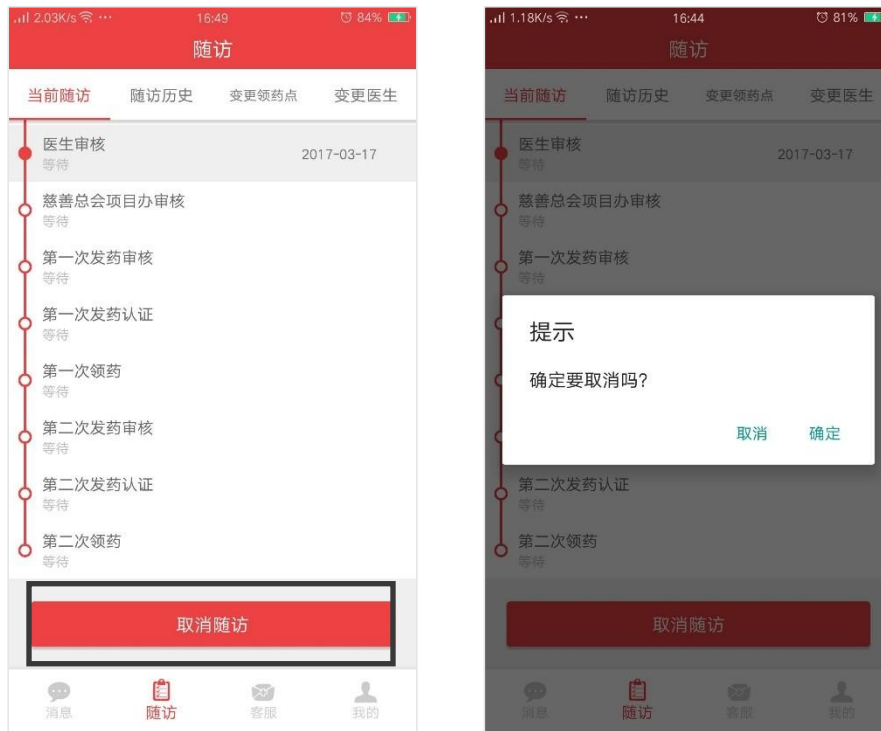 2.03K/s ··· 16:49 84%
随访
当前随访 随访历史 变更领药点 变更医生
医生审核
等待
2017-03-17
慈善总会项目办审核
等待
第一次发药审核
等待
第一次发药认证
等待
第一次领药
等待
第二次发药审核
等待
第二次发药认证
等待
第二次领药
等待
取消随访
消息 随访 客服 我的
1.18K/s ··· 16:44 81%
随访
当前随访 随访历史 变更领药点 变更医生
医生审核
等待
2017-03-17
慈善总会项目办审核
等待
第一次发药审核
等待
提示
确定要取消吗?
取消 确定
第二次发药认证
等待
第二次领药
等待
取消随访
消息 随访 客服 我的